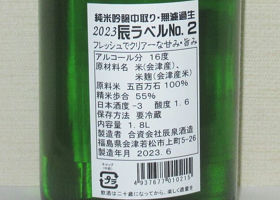 純米吟醸中取り・無濾過生
2023辰ラベルNo.2
フレッシュでクリアーな甘み・旨み
アルコール分 16度
原材料 米(会津産)、
米麹(会津産米)
原料米 五百万石 100%
精米歩合 55%
日本酒度 -3 酸度 1.6
保存方法 要冷蔵
内容量 1.8L
製造者 合資会社辰泉酒造
福島県会津若松市上町5-26
製造年月 2023.6
4937677010215
飲酒は二十歳になってから楽しく適量を